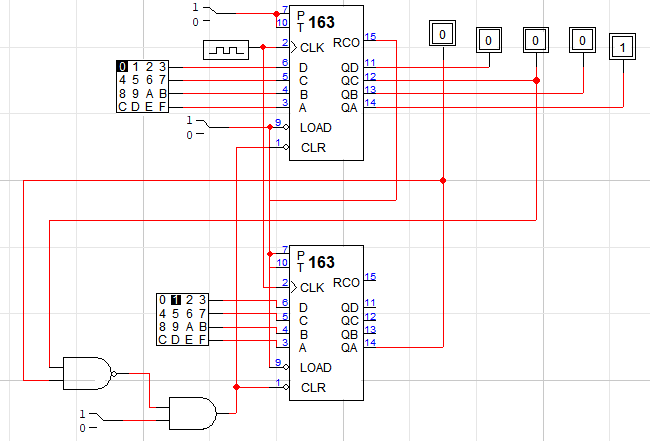 1
0
7
10
P
T
163
15
RCO
0
0
0
0
1
2
CLK
0 1 2 3
4 5 6 7
8 9 A B
C D E F
6
D
QD
11
5
C
QC
12
4
B
QB
13
3
A
QA
14
1
0
9
LOAD
1
CLR
7
10
P
T
163
15
RCO
2
CLK
0 1 2 3
4 5 6 7
8 9 A B
C D E F
6
D
QD
11
5
C
QC
12
4
B
QB
13
3
A
QA
14
9
LOAD
1
CLR
1
0